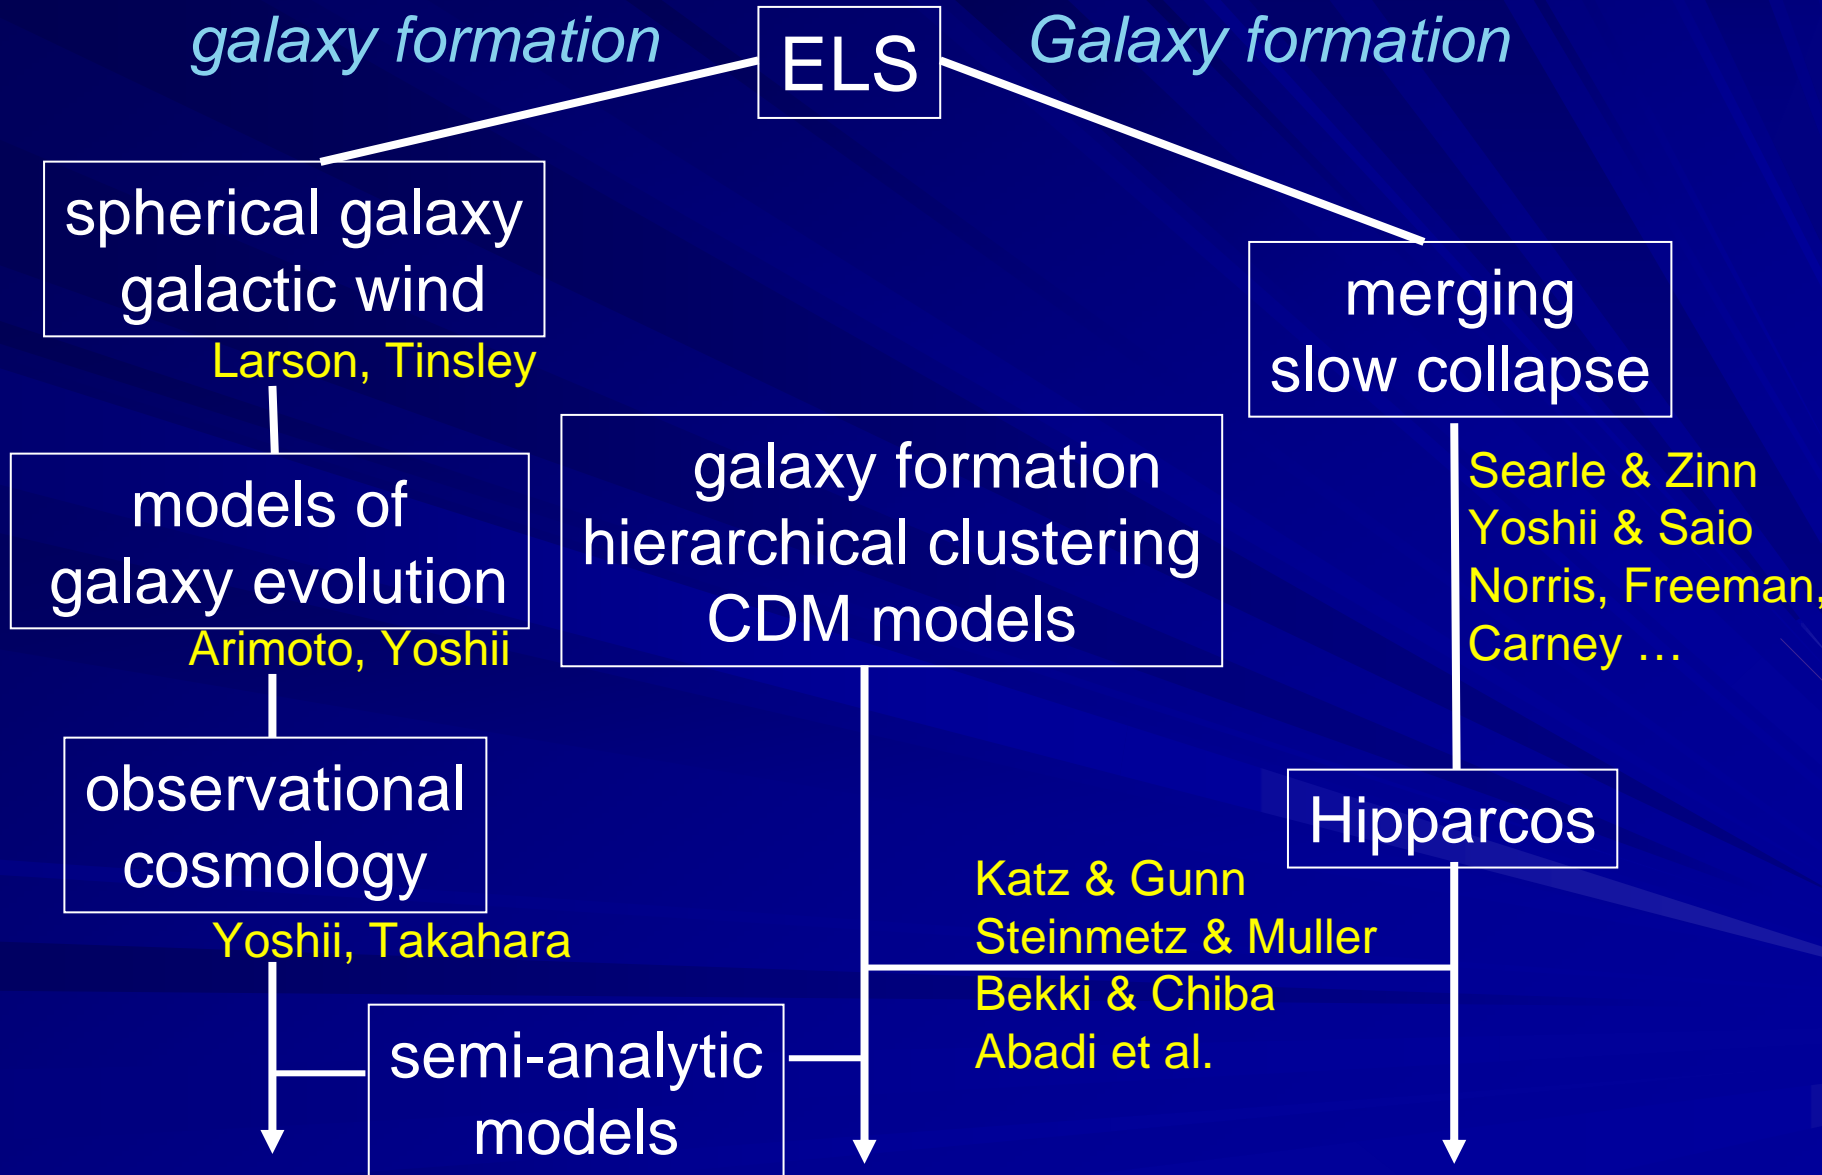 galaxy formation
ELS
Galaxy formation
spherical galaxy
galactic wind
Larson, Tinsley
merging
slow collapse
models of
galaxy evolution
Arimoto, Yoshii
galaxy formation
hierarchical clustering
CDM models
Searle & Zinn
Yoshii & Saio
Norris, Freeman,
Carney …
observational
cosmology
Yoshii, Takahara
Hipparcos
Katz & Gunn
Steinmetz & Muller
Bekki & Chiba
Abadi et al.
semi-analytic
models